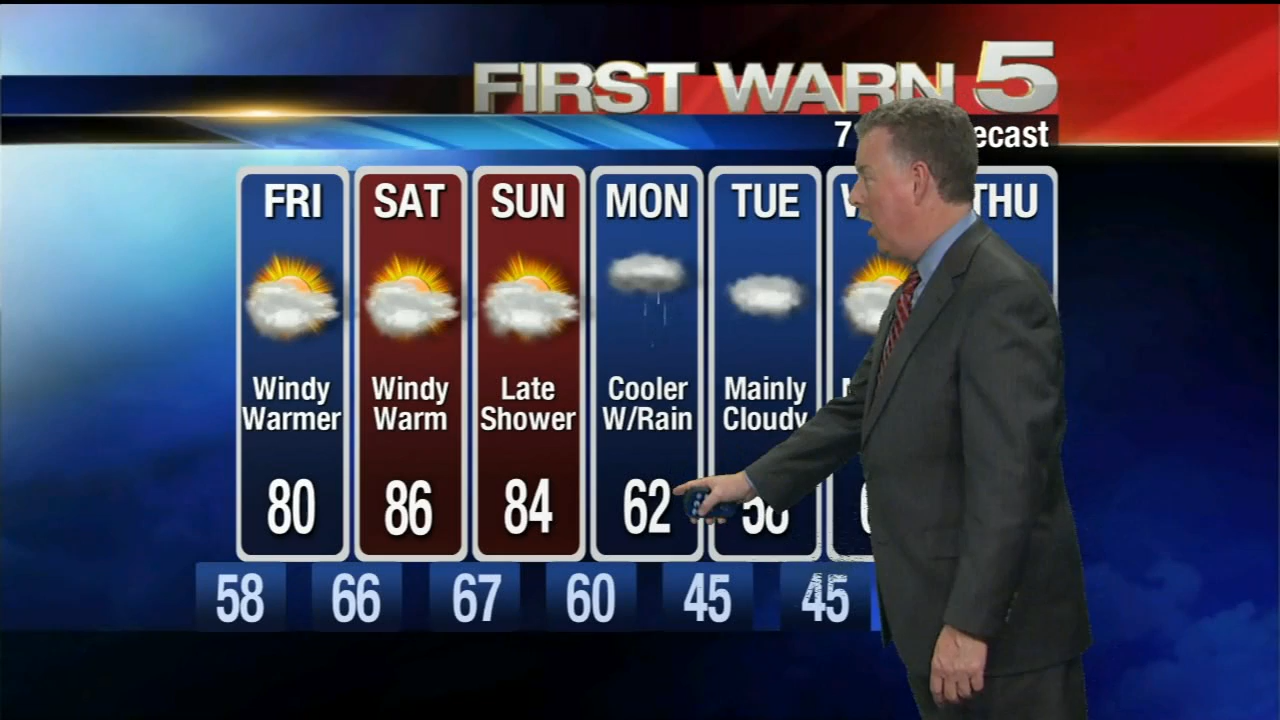 FIRST WARN 5
FRI SAT SUN MON TUE THU
Windy Windy Late Cooler Mainly
Warmer Warm Shower W/Rain Cloudy
80 86 84 62
58 66 67 60 45 45